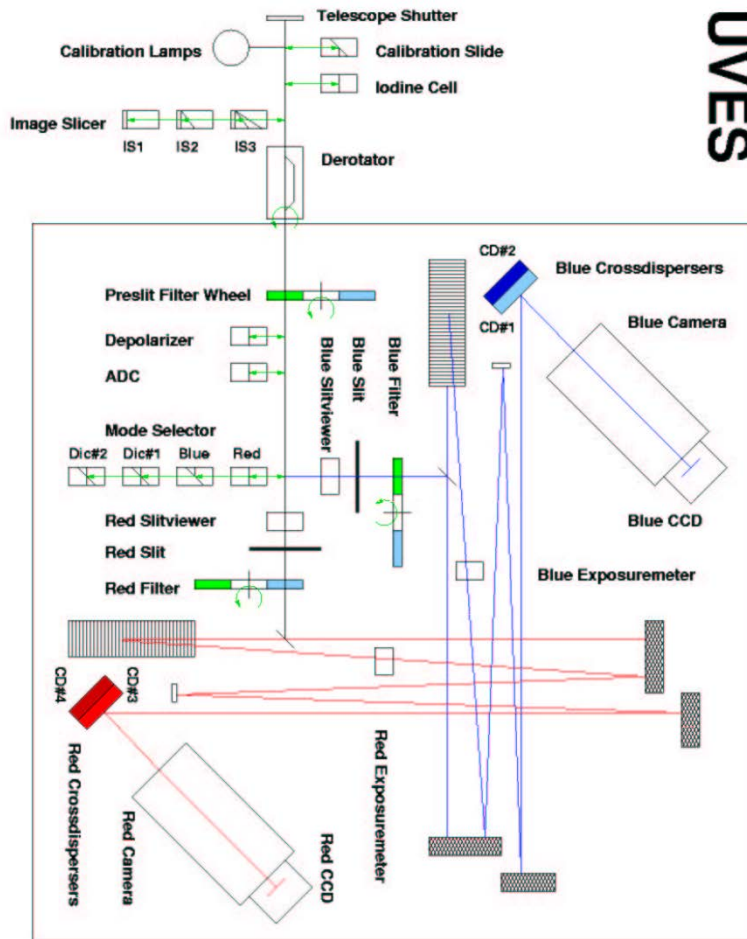 UVES
Telescope Shutter
Calibration Lamps
Calibration Slide
Iodine Cell
Image Slicer
IS1
IS2
IS3
Derotator
Preslit Filter Wheel
Depolarizer
ADC
Mode Selector
Dic#2
Dic#1
Blue
Red
Blue Slitviewer
Blue Slit
Blue Filter
CD#2
CD#1
Blue Crossdispersers
Blue Camera
Blue CCD
Blue Exposuremeter
Red Slitviewer
Red Slit
Red Filter
CD#4
CD#3
Red Crossdispersers
Red Camera
Red CCD
Red Exposuremeter